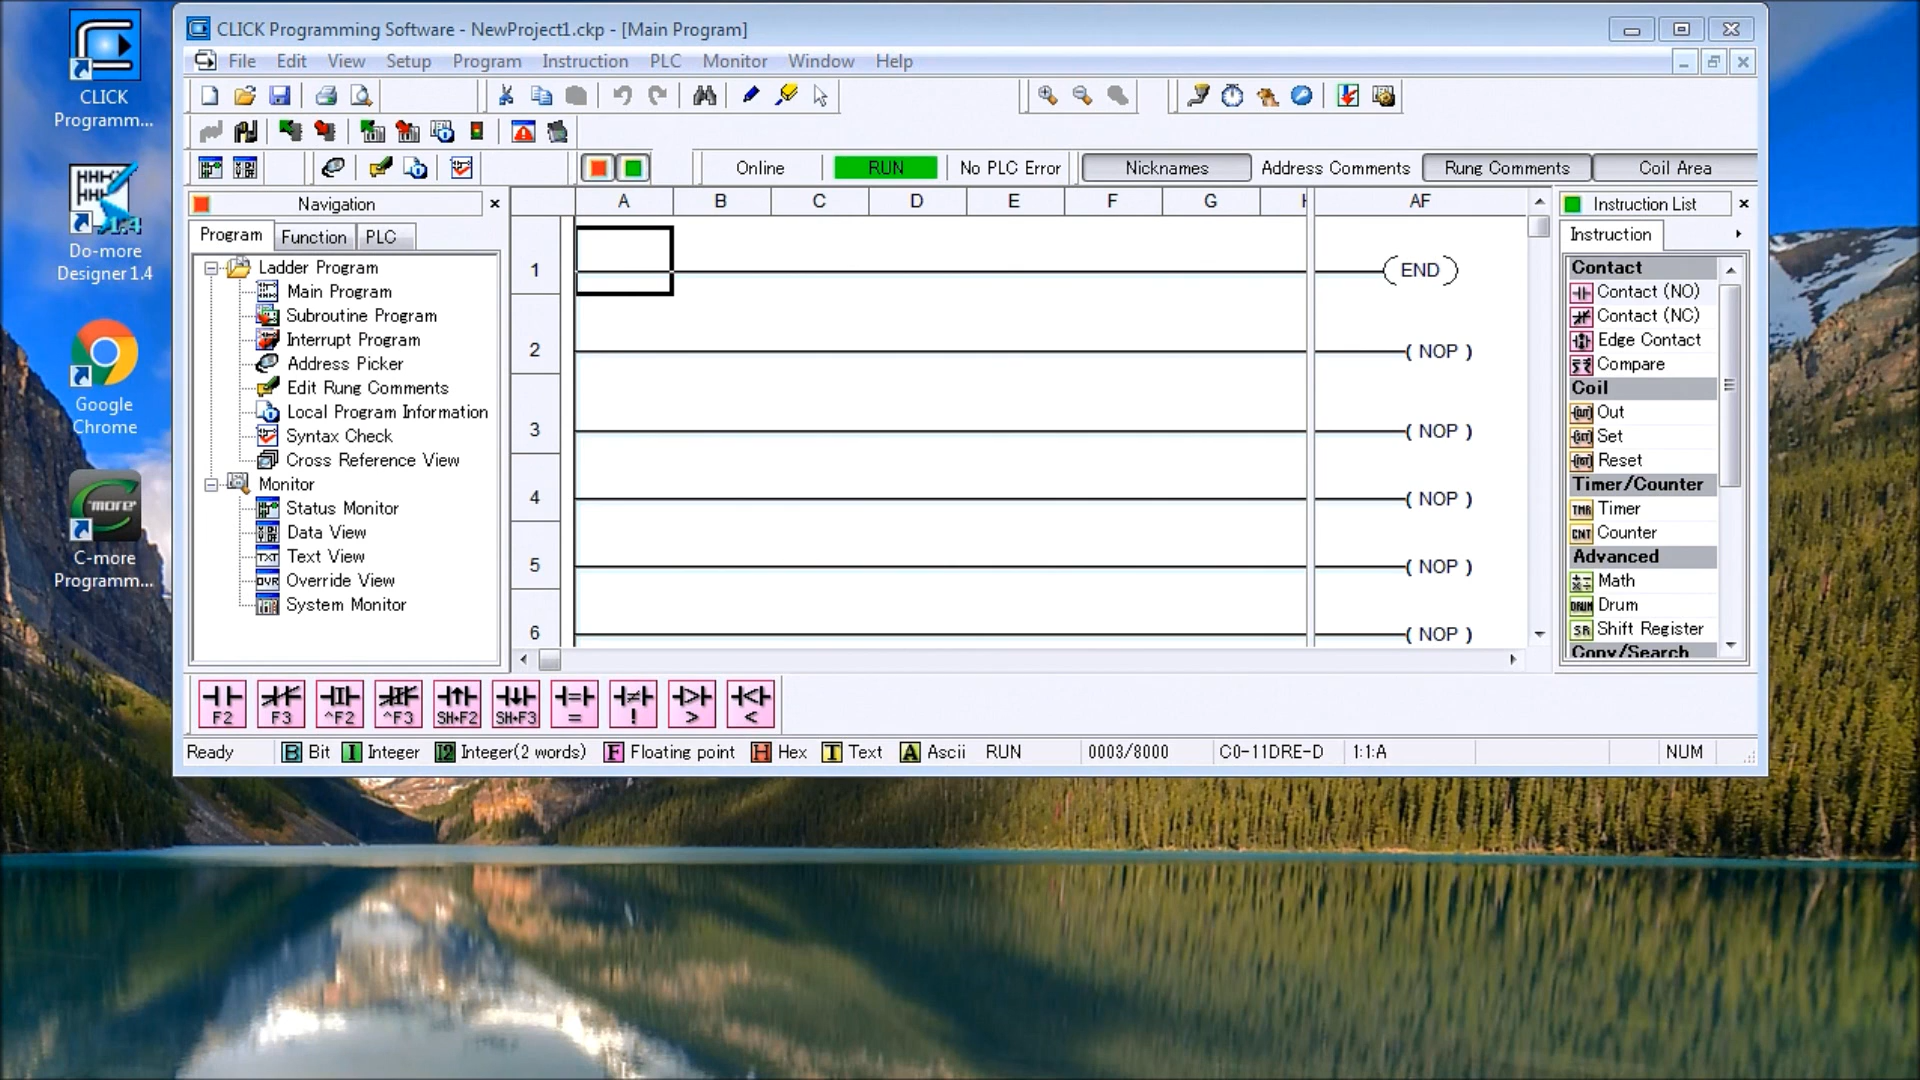 CLICK Programming Software - NewProject1.ckp - [Main Program]
File Edit View Setup Program Instruction PLC Monitor Window Help
Online RUN No PLC Error Nicknames Address Comments Rung Comments Coil Area
CLICK
Programm...
Do-more
Designer 1.4
Google
Chrome
C-more
Programm...
Navigation
Program Function PLC
Ladder Program
Main Program
Subroutine Program
Interrupt Program
Address Picker
Edit Rung Comments
Local Program Information
Syntax Check
Cross Reference View
Monitor
Status Monitor
Data View
Text View
Override View
System Monitor
A B C D E F G AF
1 END
2 ( NOP )
3 ( NOP )
4 ( NOP )
5 ( NOP )
6 ( NOP )
Instruction List
Instruction
Contact
Contact (NO)
Contact (NC)
Edge Contact
Compare
Coil
Out
Set
Reset
Timer/Counter
TMR Timer
CNT Counter
Advanced
Math
DRUM Drum
SR Shift Register
Copy/Search
F2 F3 ^F2 ^F3 SH+F2 SH+F3 = ! > <
Ready B Bit I Integer I2 Integer(2 words) F Floating point H Hex T Text A Ascii RUN 0003/8000 C0-11DRE-D 1:1:A NUM